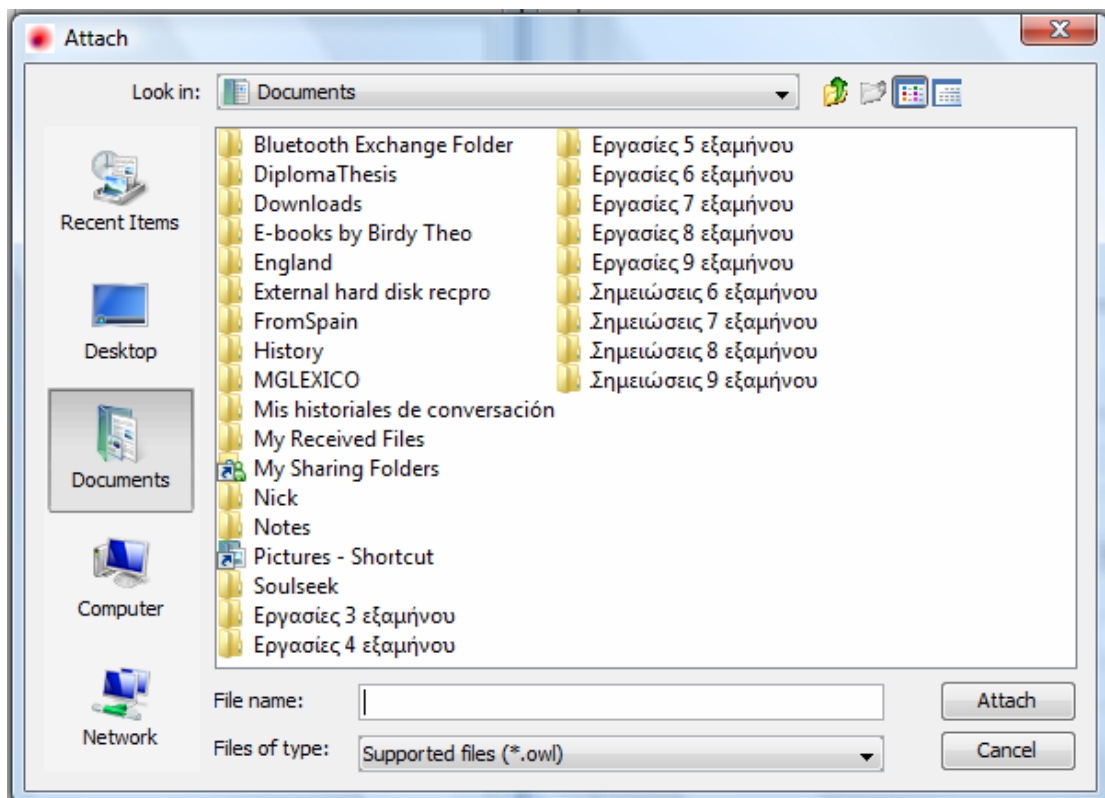 Attach
Look in: Documents
Recent Items
Desktop
Documents
Computer
Network
Bluetooth Exchange Folder
DiplomaThesis
Downloads
E-books by Birdy Theo
England
External hard disk recpro
FromSpain
History
MGLEXICO
Mis historiales de conversación
My Received Files
My Sharing Folders
Nick
Notes
Pictures - Shortcut
Soulseek
Εργασίες 3 εξαμήνου
Εργασίες 4 εξαμήνου
Εργασίες 5 εξαμήνου
Εργασίες 6 εξαμήνου
Εργασίες 7 εξαμήνου
Εργασίες 8 εξαμήνου
Εργασίες 9 εξαμήνου
Σημειώσεις 6 εξαμήνου
Σημειώσεις 7 εξαμήνου
Σημειώσεις 8 εξαμήνου
Σημειώσεις 9 εξαμήνου
File name:
Attach
Files of type: Supported files (*.owl)
Cancel